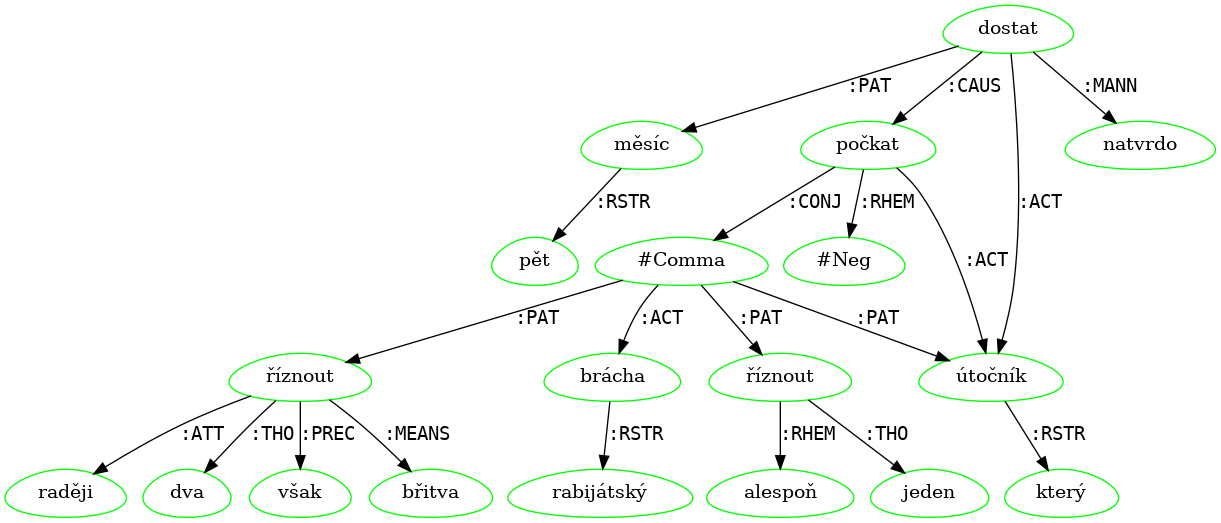 dostat
:PAT :CAUS :MANN
měsíc počkat natvrdo
:RSTR :CONJ :RHEM :ACT
pět #Comma #Neg :ACT
:PAT :ACT :PAT :PAT
říznout brácha říznout útočník
:ATT :THO :PREC :MEANS :RSTR :RHEM :THO :RSTR
raději dva však břitva rabijátský alespoň jeden který